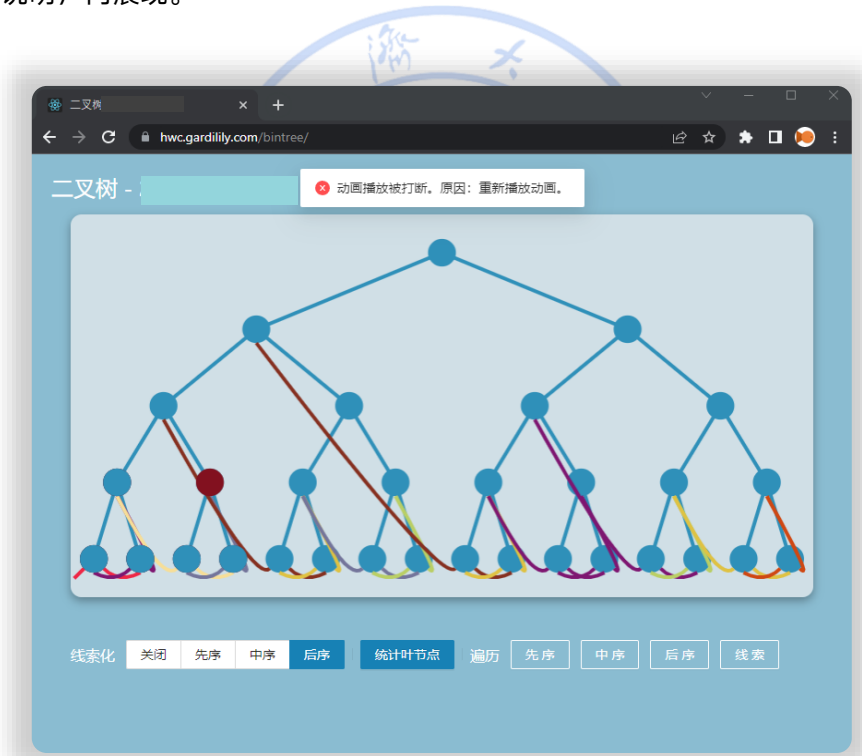 二叉树
hwc.gardilily.com/bintree/
二叉树 -
动画播放被打断。原因：重新播放动画。
线索化 关闭 先序 中序 后序 统计叶节点 遍历 先序 中序 后序 线索